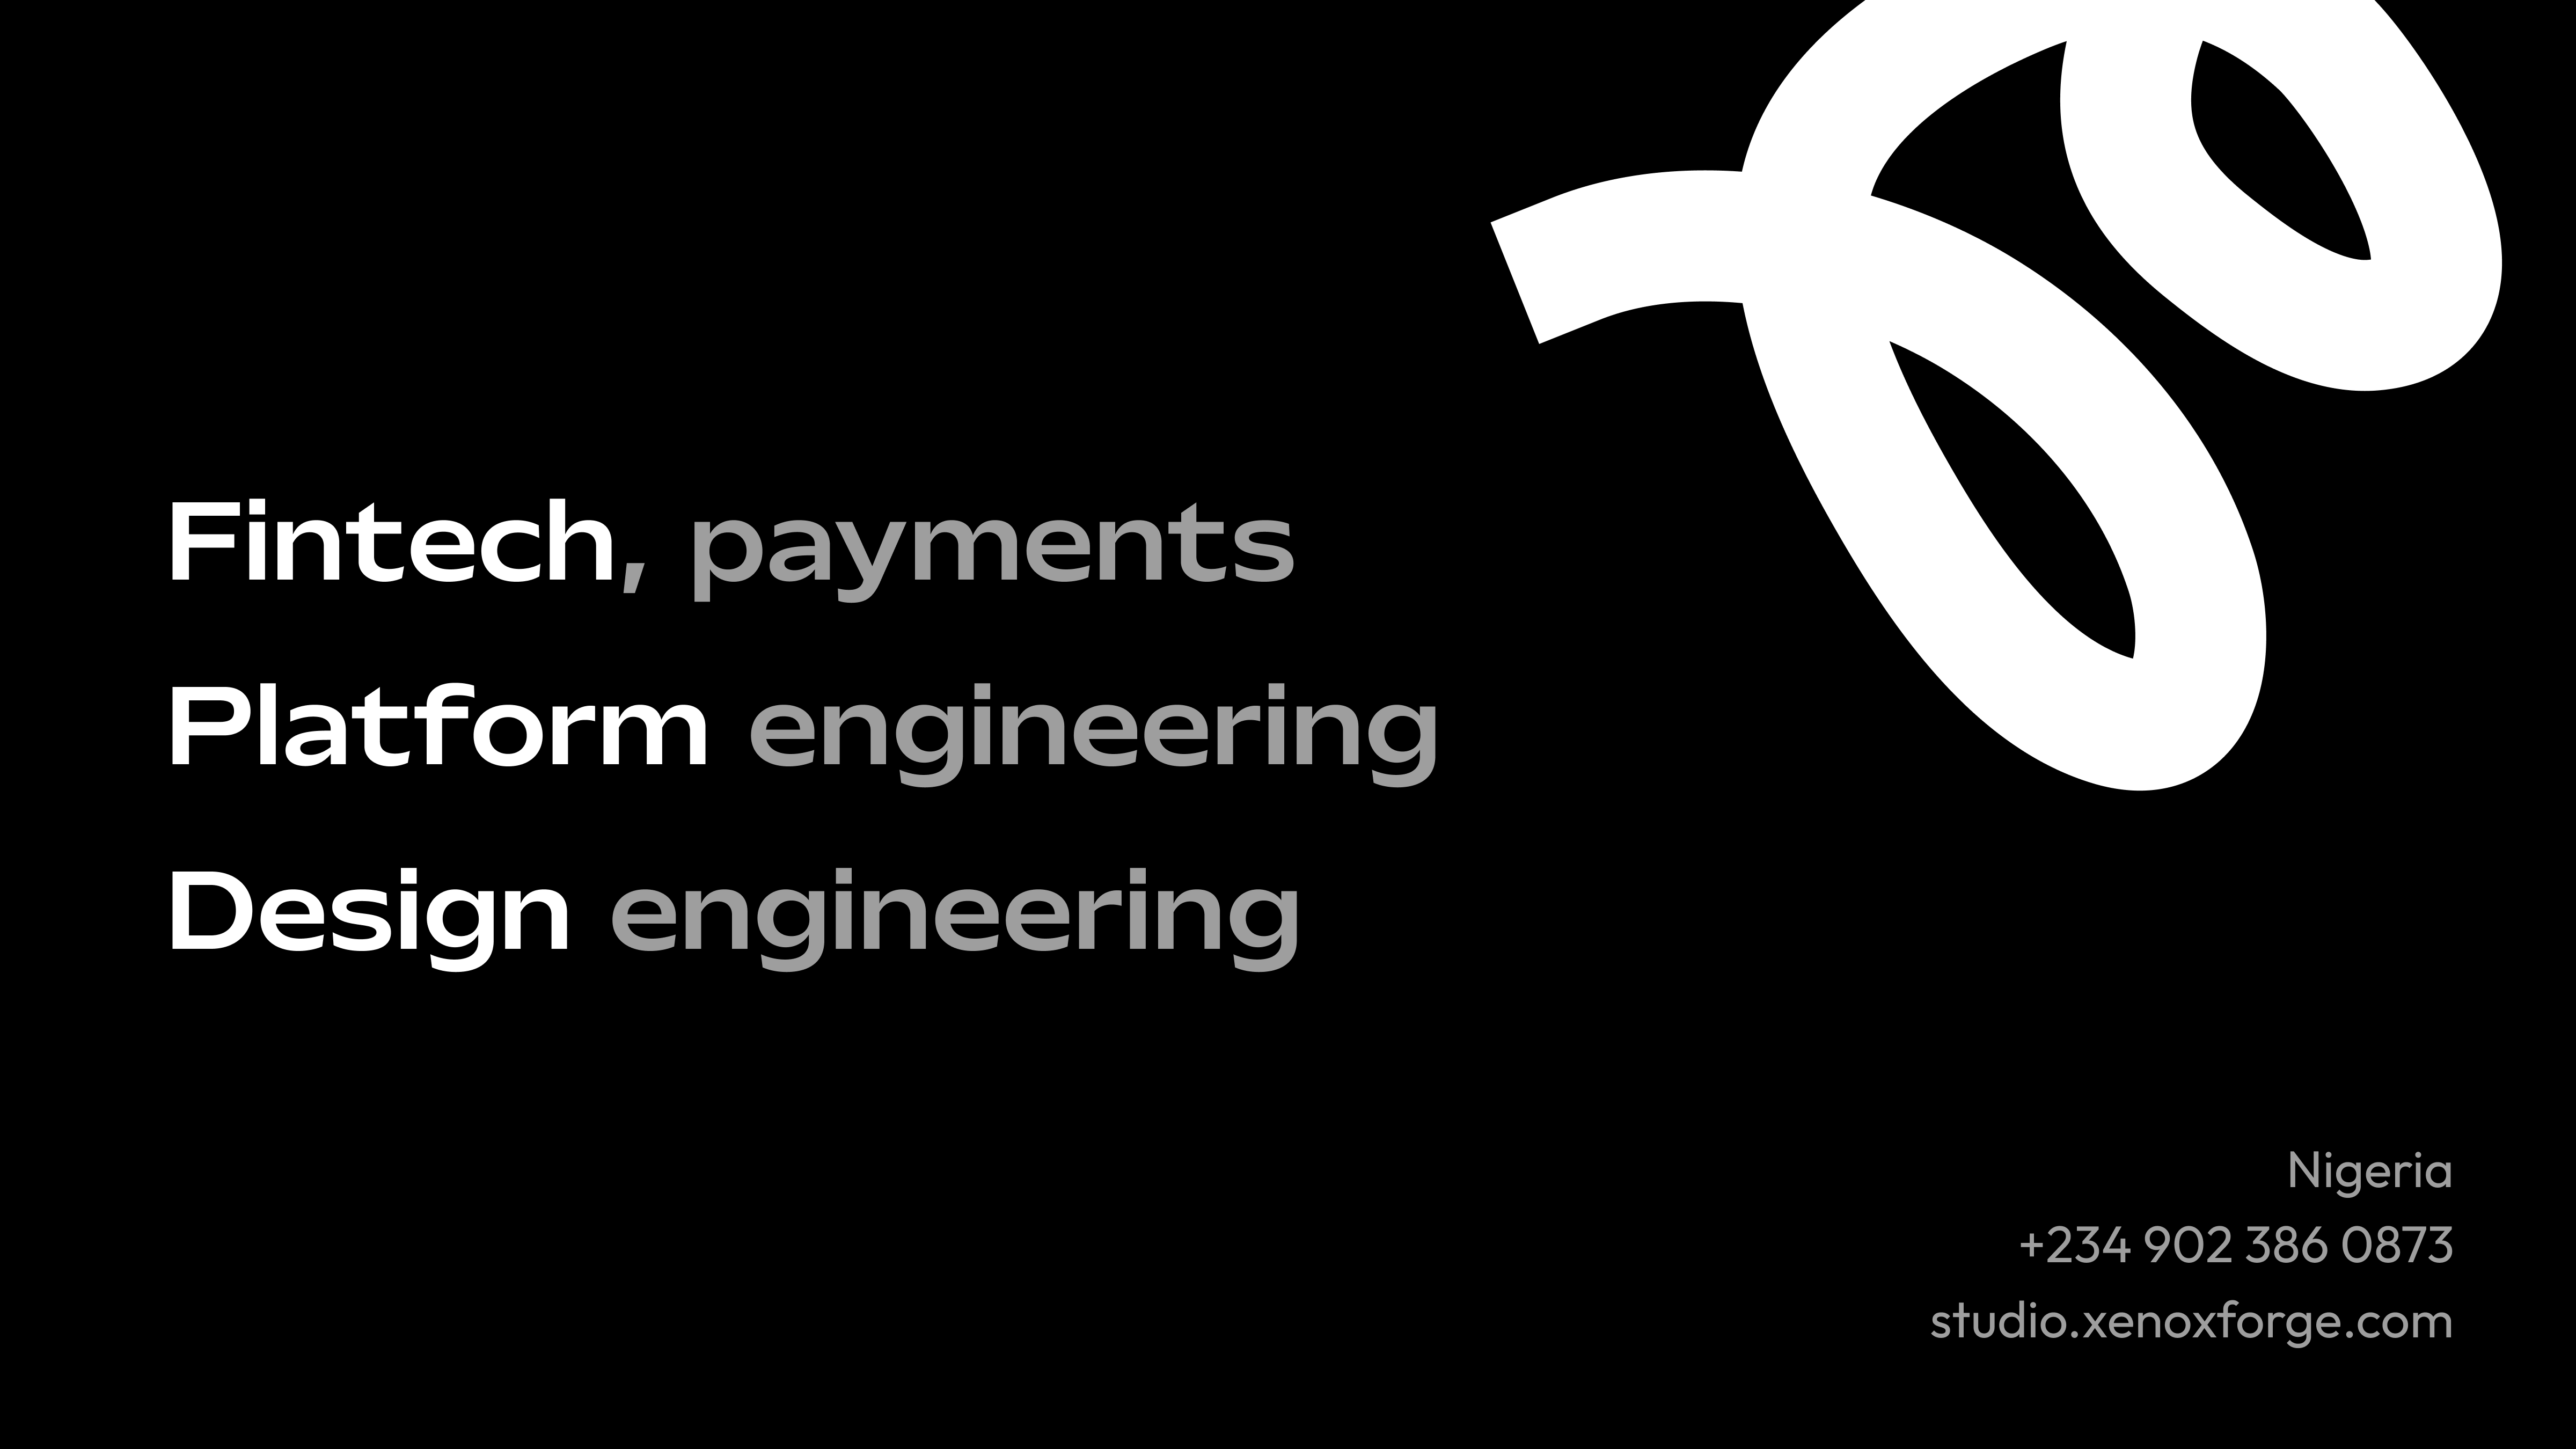 Fintech, payments
Platform engineering
Design engineering
Nigeria
+234 902 386 0873
studio.xenoxforge.com